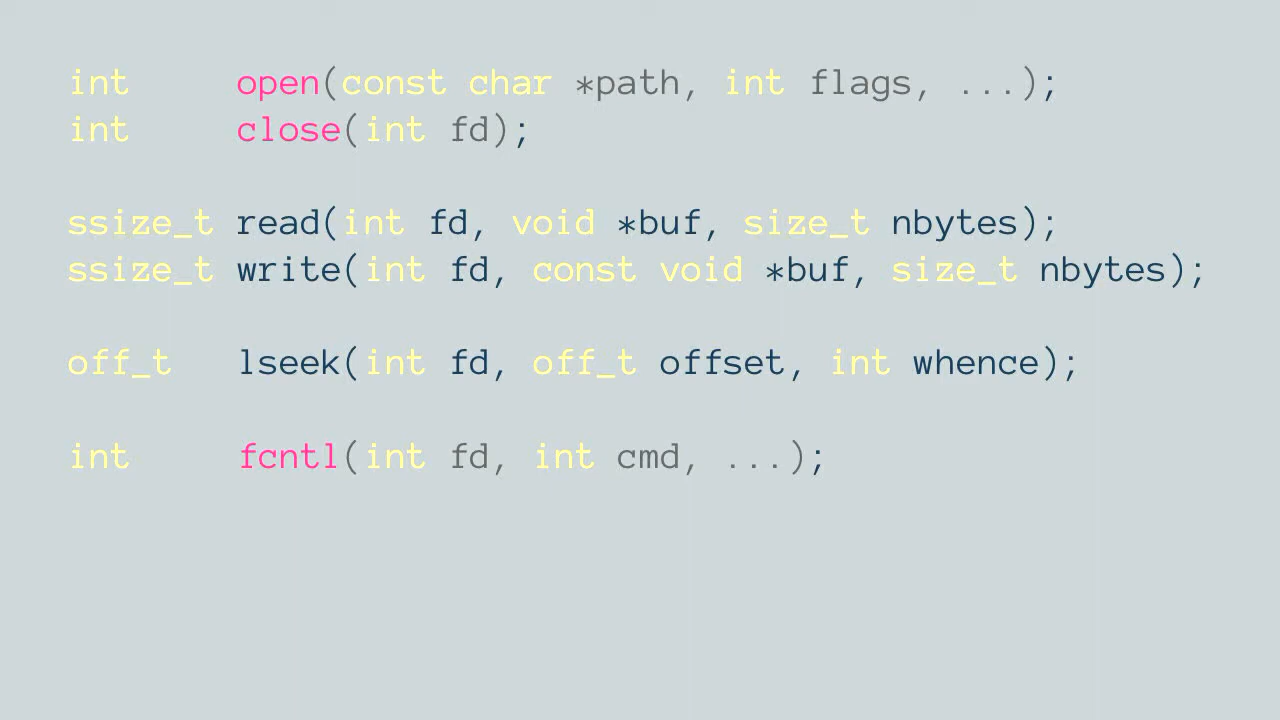 int open(const char *path, int flags, ...);
int close(int fd);
ssize_t read(int fd, void *buf, size_t nbytes);
ssize_t write(int fd, const void *buf, size_t nbytes);
off_t lseek(int fd, off_t offset, int whence);
int fcntl(int fd, int cmd, ...);